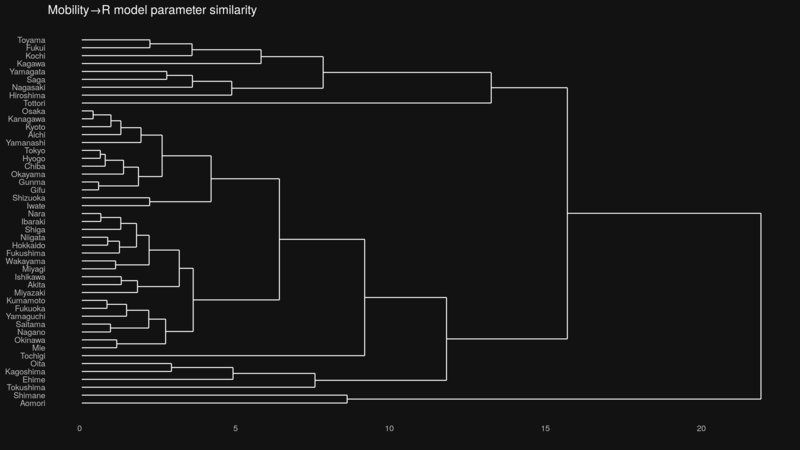 Mobility→R model parameter similarity
Toyama
Fukui
Kochi
Kagawa
Yamagata
Saga
Nagasaki
Hiroshima
Tottori
Osaka
Kanagawa
Kyoto
Aichi
Yamanashi
Tokyo
Hyogo
Chiba
Okayama
Gunma
Gifu
Shizuoka
Iwate
Nara
Ibaraki
Shiga
Niigata
Hokkaido
Fukushima
Wakayama
Miyagi
Ishikawa
Akita
Miyazaki
Kumamoto
Fukuoka
Yamaguchi
Saitama
Nagano
Okinawa
Mie
Tochigi
Oita
Kagoshima
Ehime
Tokushima
Shimane
Aomori
0 5 10 15 20